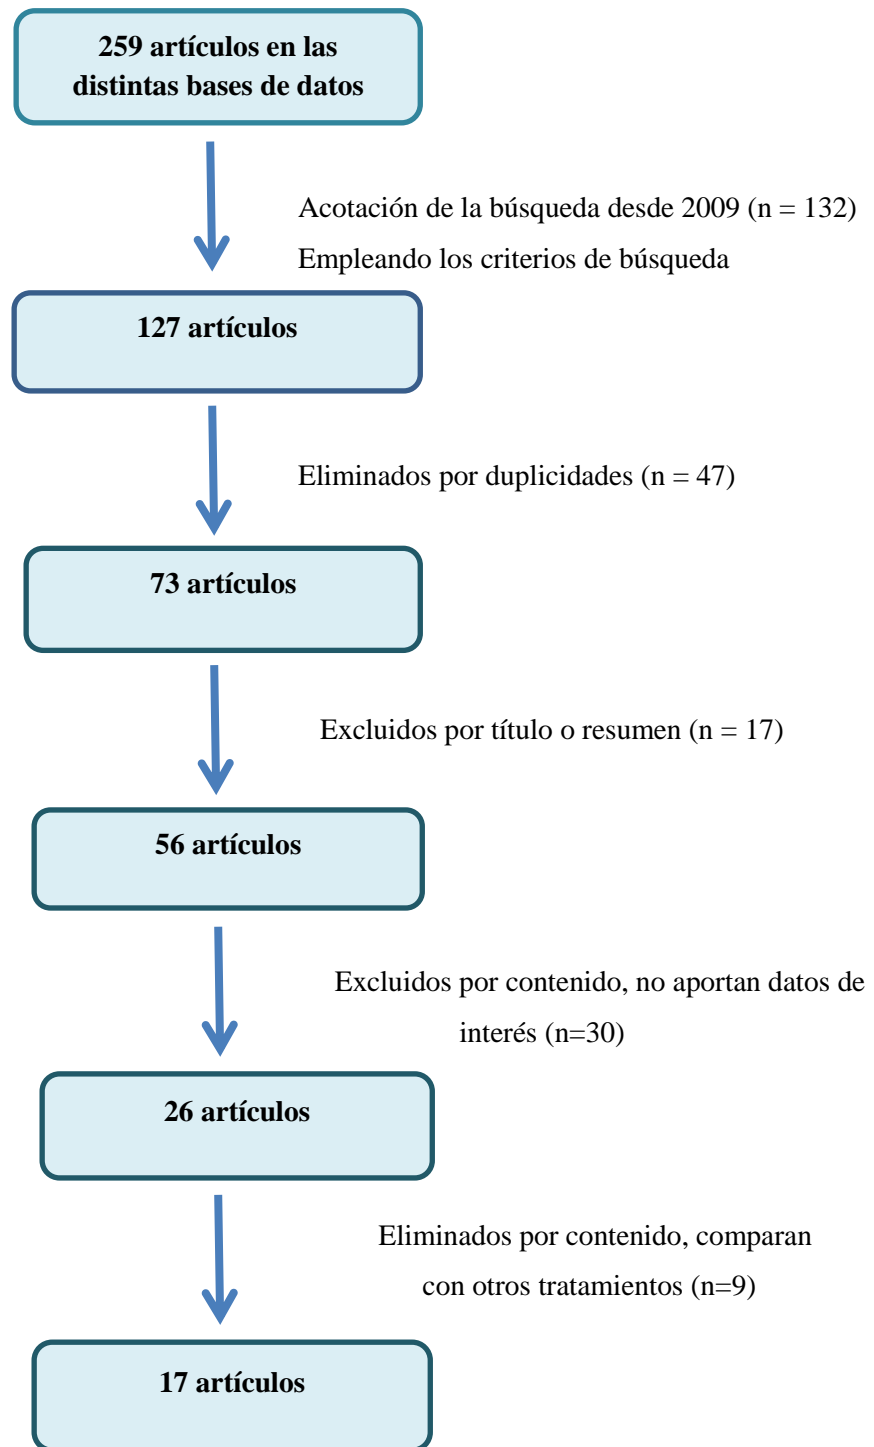 259 artículos en las
distintas bases de datos
Acotación de la búsqueda desde 2009 (n = 132)
Empleando los criterios de búsqueda
127 artículos
Eliminados por duplicidades (n = 47)
73 artículos
Excluidos por título o resumen (n = 17)
56 artículos
Excluidos por contenido, no aportan datos de
interés (n=30)
26 artículos
Eliminados por contenido, comparan
con otros tratamientos (n=9)
17 artículos